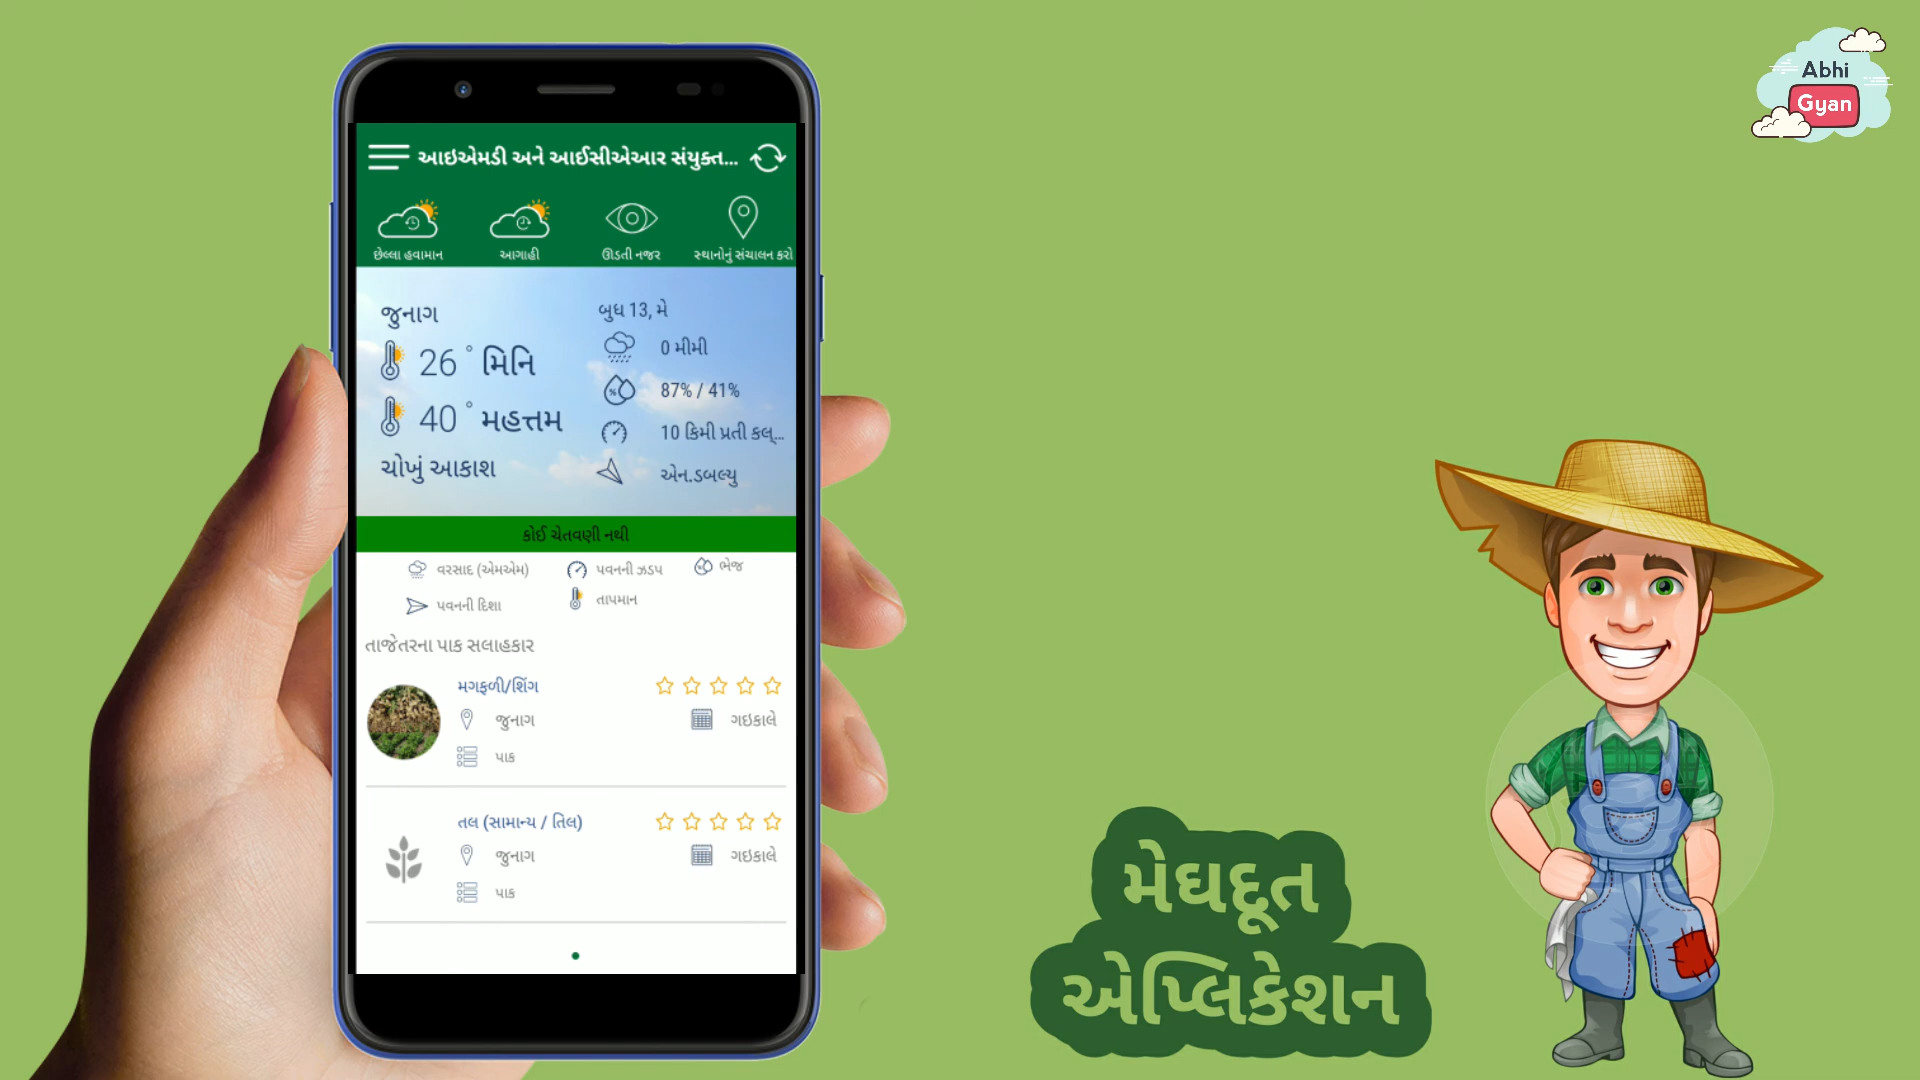 Abhi
Gyan
આઇએમડી અને આઈસીએઆર સંયુક્ત...
છેલ્લા હવામાન
આગાહી
ઊડતી નજર
સ્થાનોનું સંચાલન કરો
જુનાગ
બુધ 13, મે
26° મિનિ
0 મીમી
87% / 41%
40° મહત્તમ
10 કિમી પ્રતી કલ્...
ચોખું આકાશ
એન.ડબલ્યુ
કોઈ ચેતવણી નથી
વરસાદ (એમએમ)
પવનની ઝડપ
ભેજ
પવનની દિશા
તાપમાન
તાજેતરના પાક સલાહકાર
મગફળી/શિંગ
જુનાગ
ગઇકાલે
પાક
તલ (સામાન્ય / તિલ)
જુનાગ
ગઇકાલે
પાક
મેઘદૂત
એપ્લિકેશન